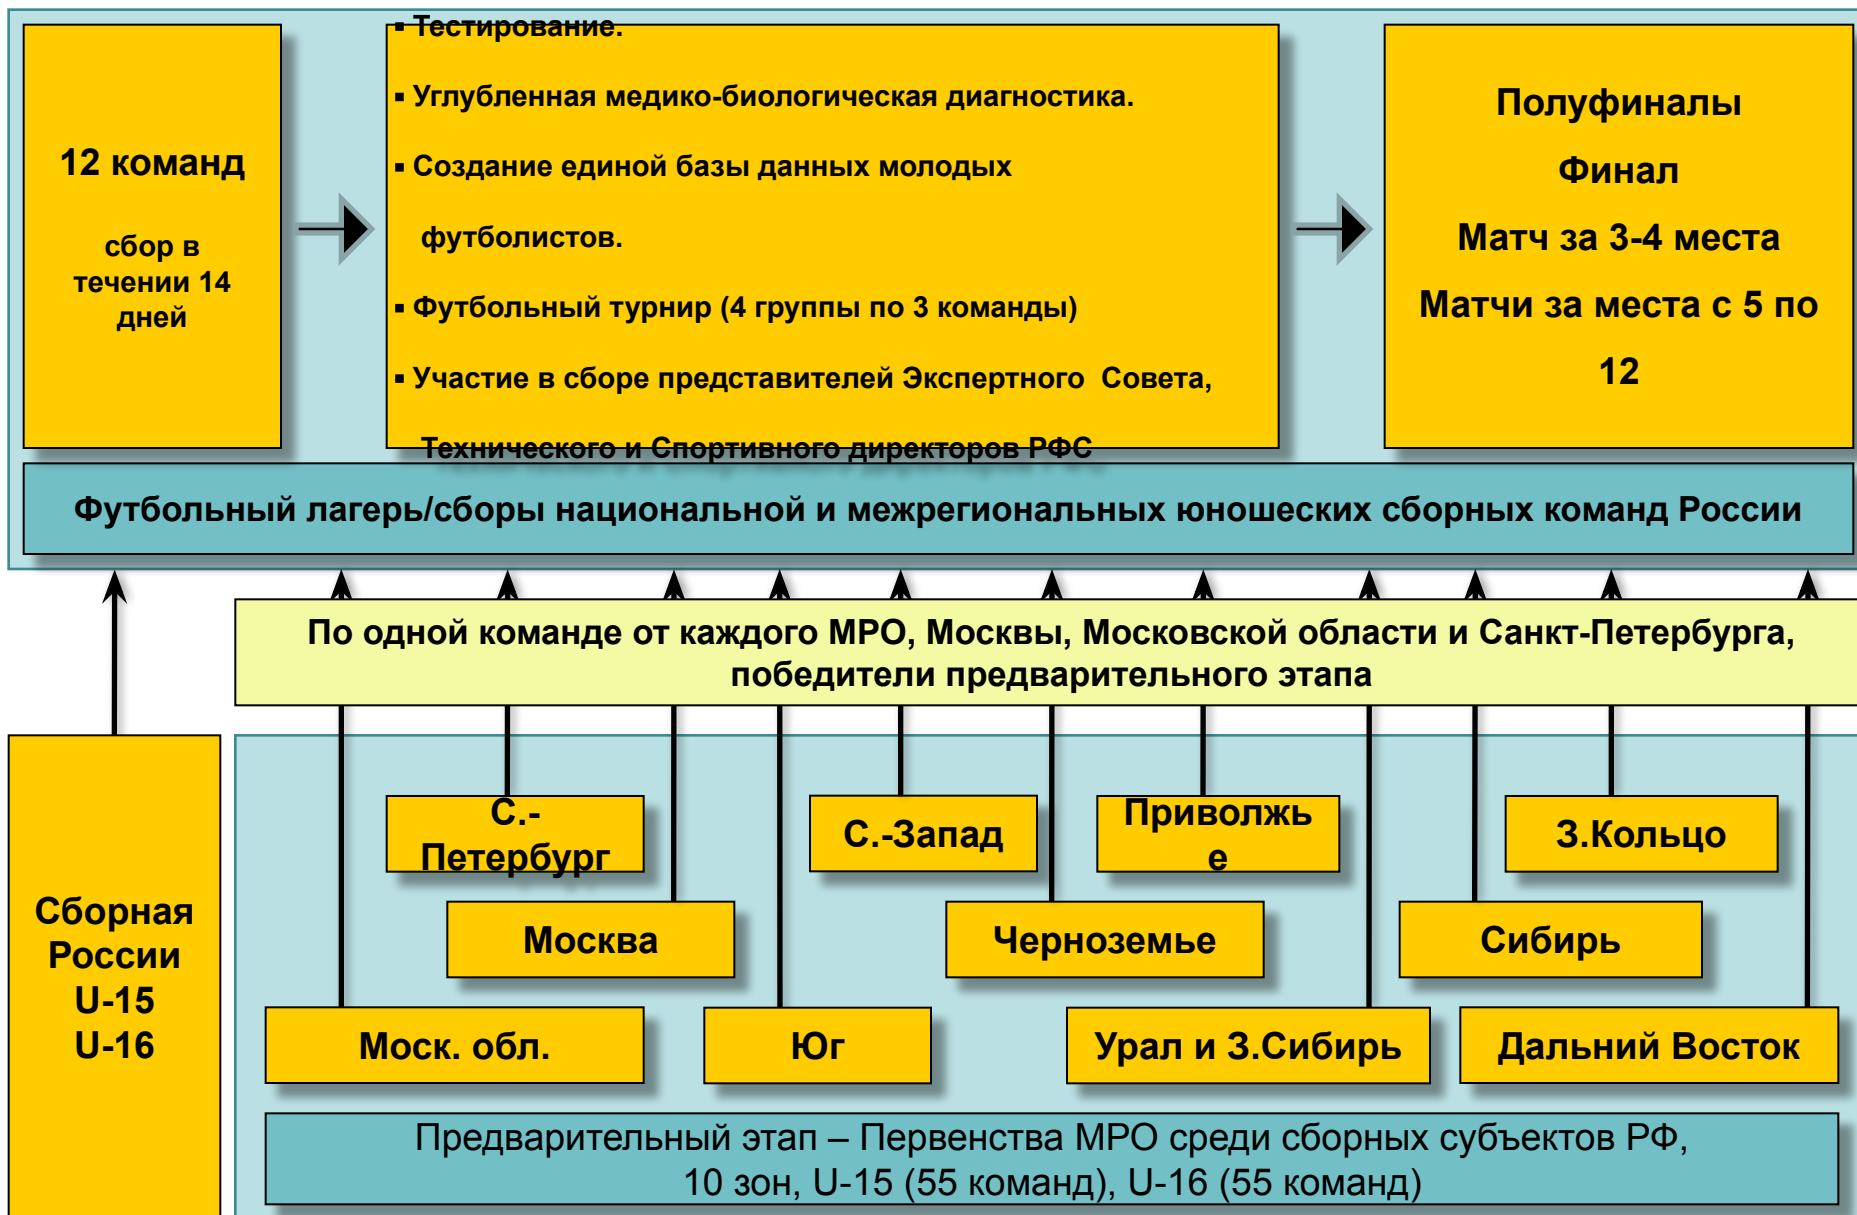 12 команд
сбор в
течении 14
дней
▪ Тестирование.
▪ Углубленная медико-биологическая диагностика.
▪ Создание единой базы данных молодых
футболистов.
▪ Футбольный турнир (4 группы по 3 команды)
▪ Участие в сборе представителей Экспертного Совета,
Технического и Спортивного директоров РФС
Полуфиналы
Финал
Матч за 3-4 места
Матчи за места с 5 по
12
Футбольный лагерь/сборы национальной и межрегиональных юношеских сборных команд России
По одной команде от каждого МРО, Москвы, Московской области и Санкт-Петербурга,
победители предварительного этапа
Сборная
России
U-15
U-16
С.-
Петербург
С.-Запад
Приволжь
е
З.Кольцо
Москва
Черноземье
Сибирь
Моск. обл.
Юг
Урал и З.Сибирь
Дальний Восток
Предварительный этап – Первенства МРО среди сборных субъектов РФ,
10 зон, U-15 (55 команд), U-16 (55 команд)